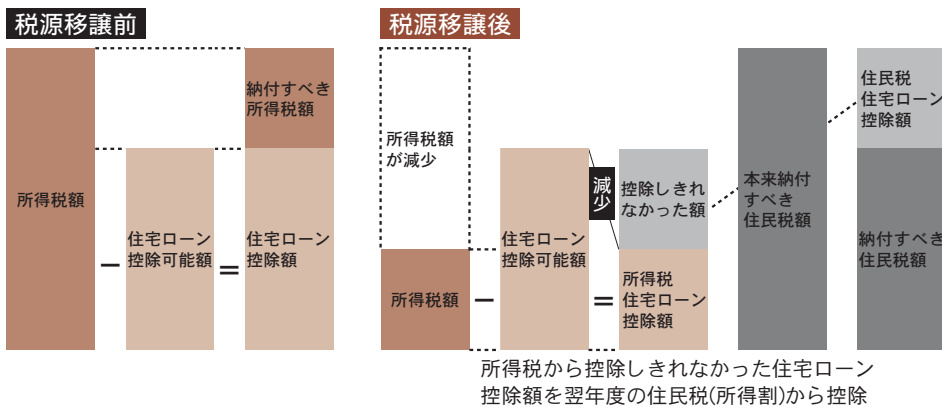 税源移譲前
所得税額
−
住宅ローン
控除可能額
=
納付すべき
所得税額
住宅ローン
控除額
税源移譲後
所得税額
が減少
所得税額
−
住宅ローン
控除可能額
減少
=
控除しきれ
なかった額
所得税
住宅ローン
控除額
本来納付
すべき
住民税額
住民税
住宅ローン
控除額
納付すべき
住民税額
所得税から控除しきれなかった住宅ローン
控除額を翌年度の住民税(所得割)から控除